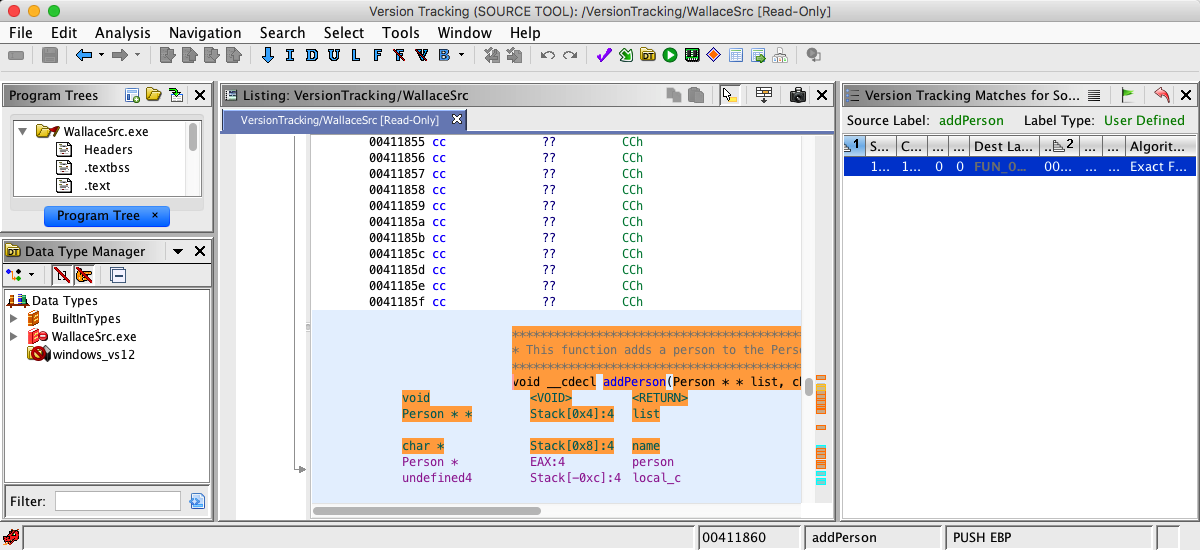 Version Tracking (SOURCE TOOL): /VersionTracking/WallaceSrc [Read-Only]
File Edit Analysis Navigation Search Select Tools Window Help
I D U L F R V B
Program Trees
WallaceSrc.exe
Headers
.textbss
.text
Program Tree ×
DT Data Type Manager
Data Types
BuiltInTypes
WallaceSrc.exe
windows_vs12
Filter:
Listing: VersionTracking/WallaceSrc
VersionTracking/WallaceSrc [Read-Only]
00411855 cc ?? CCh
00411856 cc ?? CCh
00411857 cc ?? CCh
00411858 cc ?? CCh
00411859 cc ?? CCh
0041185a cc ?? CCh
0041185b cc ?? CCh
0041185c cc ?? CCh
0041185d cc ?? CCh
0041185e cc ?? CCh
0041185f cc ?? CCh
* This function adds a person to the Perso
void __cdecl addPerson(Person * * list, ch
void <VOID> <RETURN>
Person * * Stack[0x4]:4 list
char * Stack[0x8]:4 name
Person * EAX:4 person
undefined4 Stack[-0xc]:4 local_c
Version Tracking Matches for So...
Source Label: addPerson Label Type: User Defined
1 S... C... ... ... Dest La... ... 2 ... ... Algorit...
1... 1... 0 0 FUN_0... 00... ... ... Exact F...
00411860 addPerson PUSH EBP